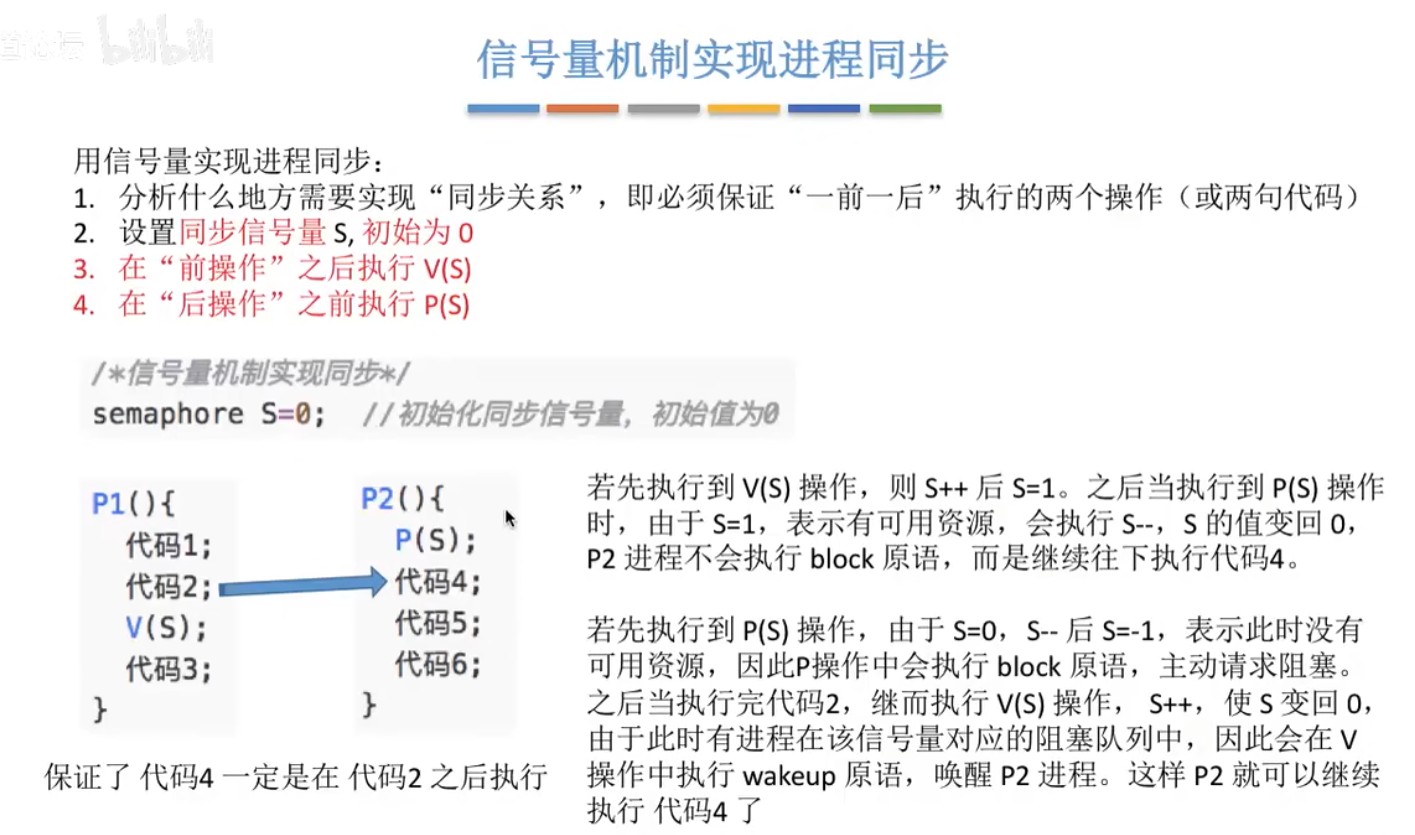 bilibili
信号量机制实现进程同步
用信号量实现进程同步：
1. 分析什么地方需要实现“同步关系”，即必须保证“一前一后”执行的两个操作（或两句代码）
2. 设置同步信号量 S, 初始为 0
3. 在“前操作”之后执行 V(S)
4. 在“后操作”之前执行 P(S)
/*信号量机制实现同步*/
semaphore S=0; //初始化同步信号量，初始值为0
P1(){
代码1;
代码2;
V(S);
代码3;
}
P2(){
P(S);
代码4;
代码5;
代码6;
}
保证了 代码4 一定是在 代码2 之后执行
若先执行到 V(S) 操作，则 S++ 后 S=1。之后当执行到 P(S) 操作
时，由于 S=1，表示有可用资源，会执行 S--，S 的值变回 0，
P2 进程不会执行 block 原语，而是继续往下执行代码4。
若先执行到 P(S) 操作，由于 S=0，S-- 后 S=-1，表示此时没有
可用资源，因此P操作中会执行 block 原语，主动请求阻塞。
之后当执行完代码2，继而执行 V(S) 操作， S++，使 S 变回 0，
由于此时有进程在该信号量对应的阻塞队列中，因此会在 V
操作中执行 wakeup 原语，唤醒 P2 进程。这样 P2 就可以继续
执行 代码4 了